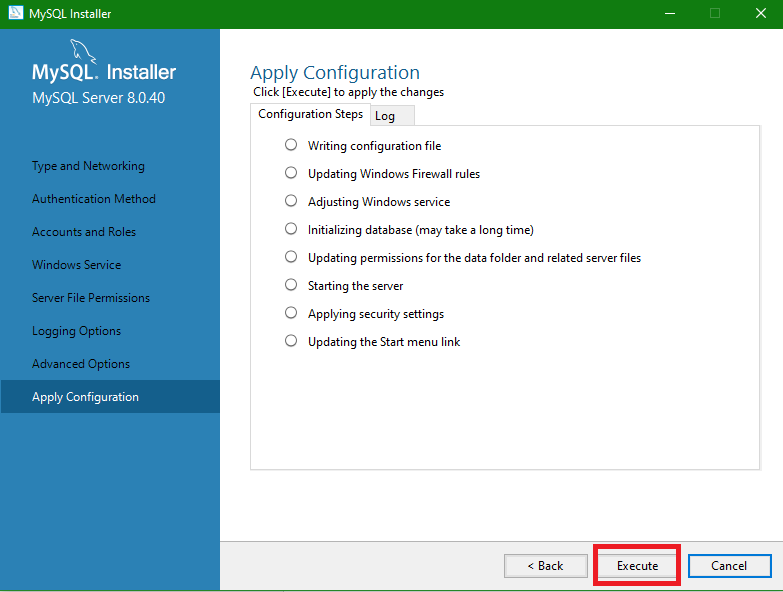 MySQL Installer
MySQL. Installer
MySQL Server 8.0.40
Type and Networking
Authentication Method
Accounts and Roles
Windows Service
Server File Permissions
Logging Options
Advanced Options
Apply Configuration
Apply Configuration
Click [Execute] to apply the changes
Configuration Steps Log
Writing configuration file
Updating Windows Firewall rules
Adjusting Windows service
Initializing database (may take a long time)
Updating permissions for the data folder and related server files
Starting the server
Applying security settings
Updating the Start menu link
< Back Execute Cancel